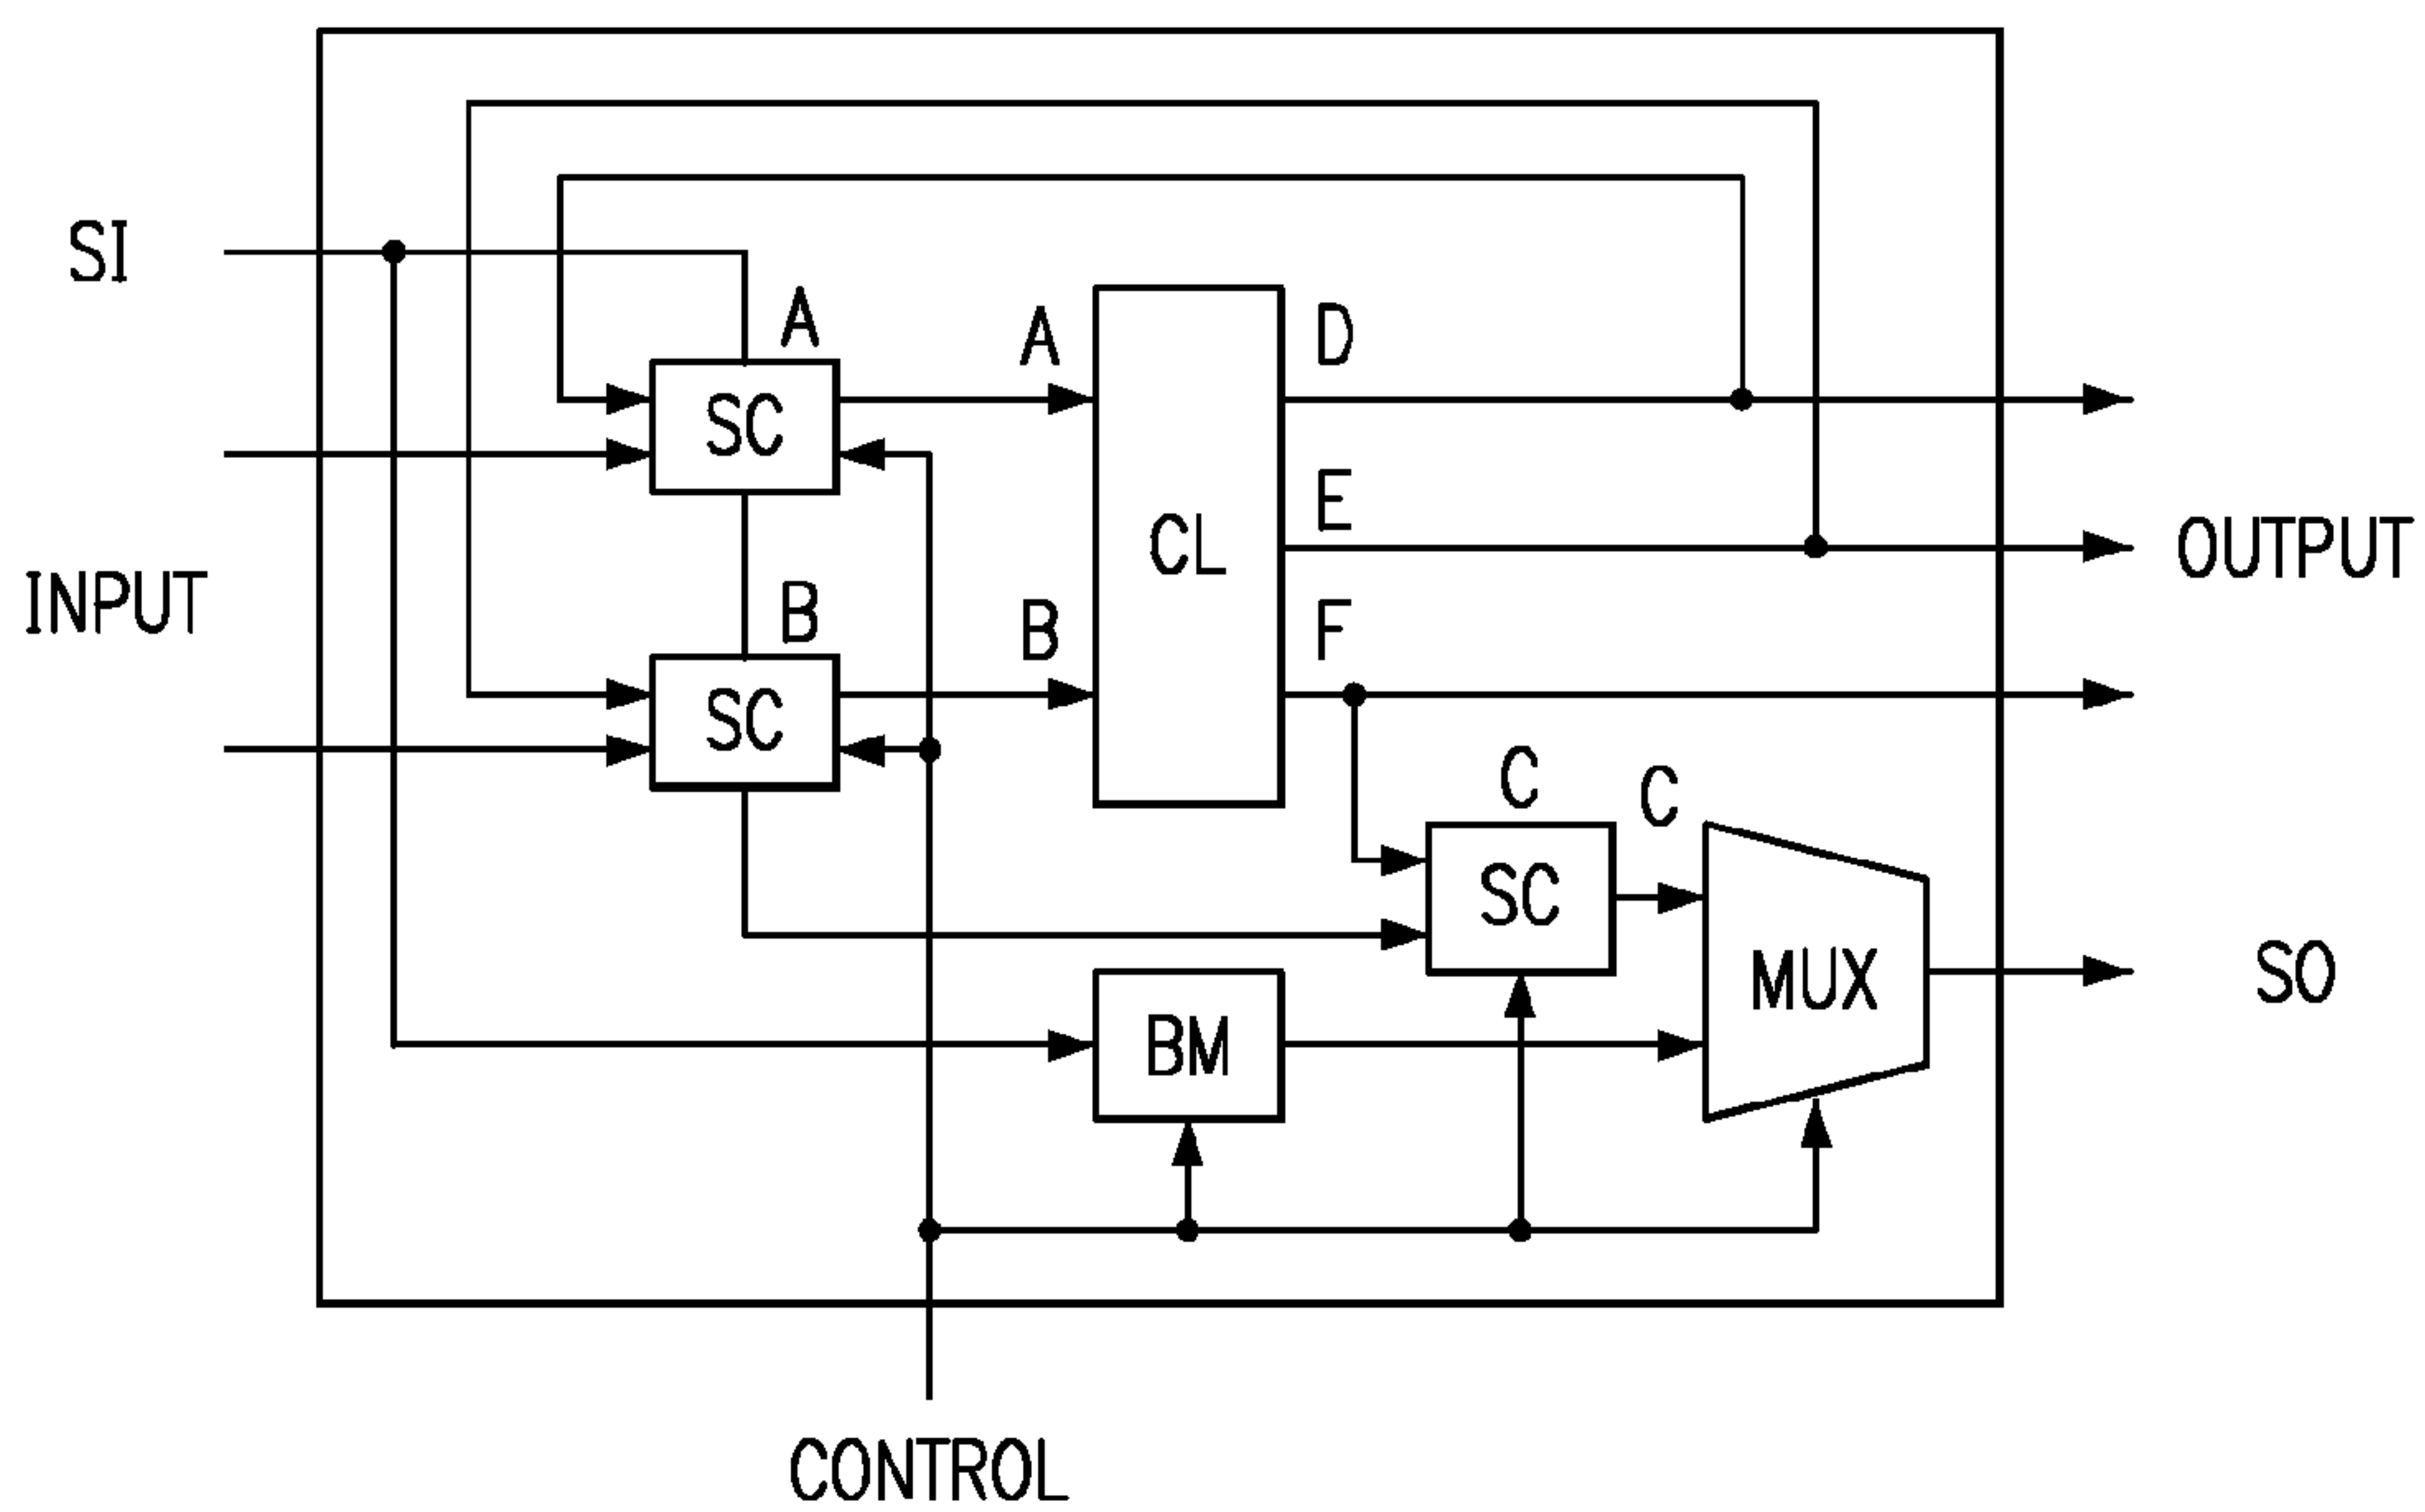 SI
A
A
D
SC
E
CL
OUTPUT
INPUT
B
B
F
SC
C
C
SC
MUX
SO
BM
CONTROL